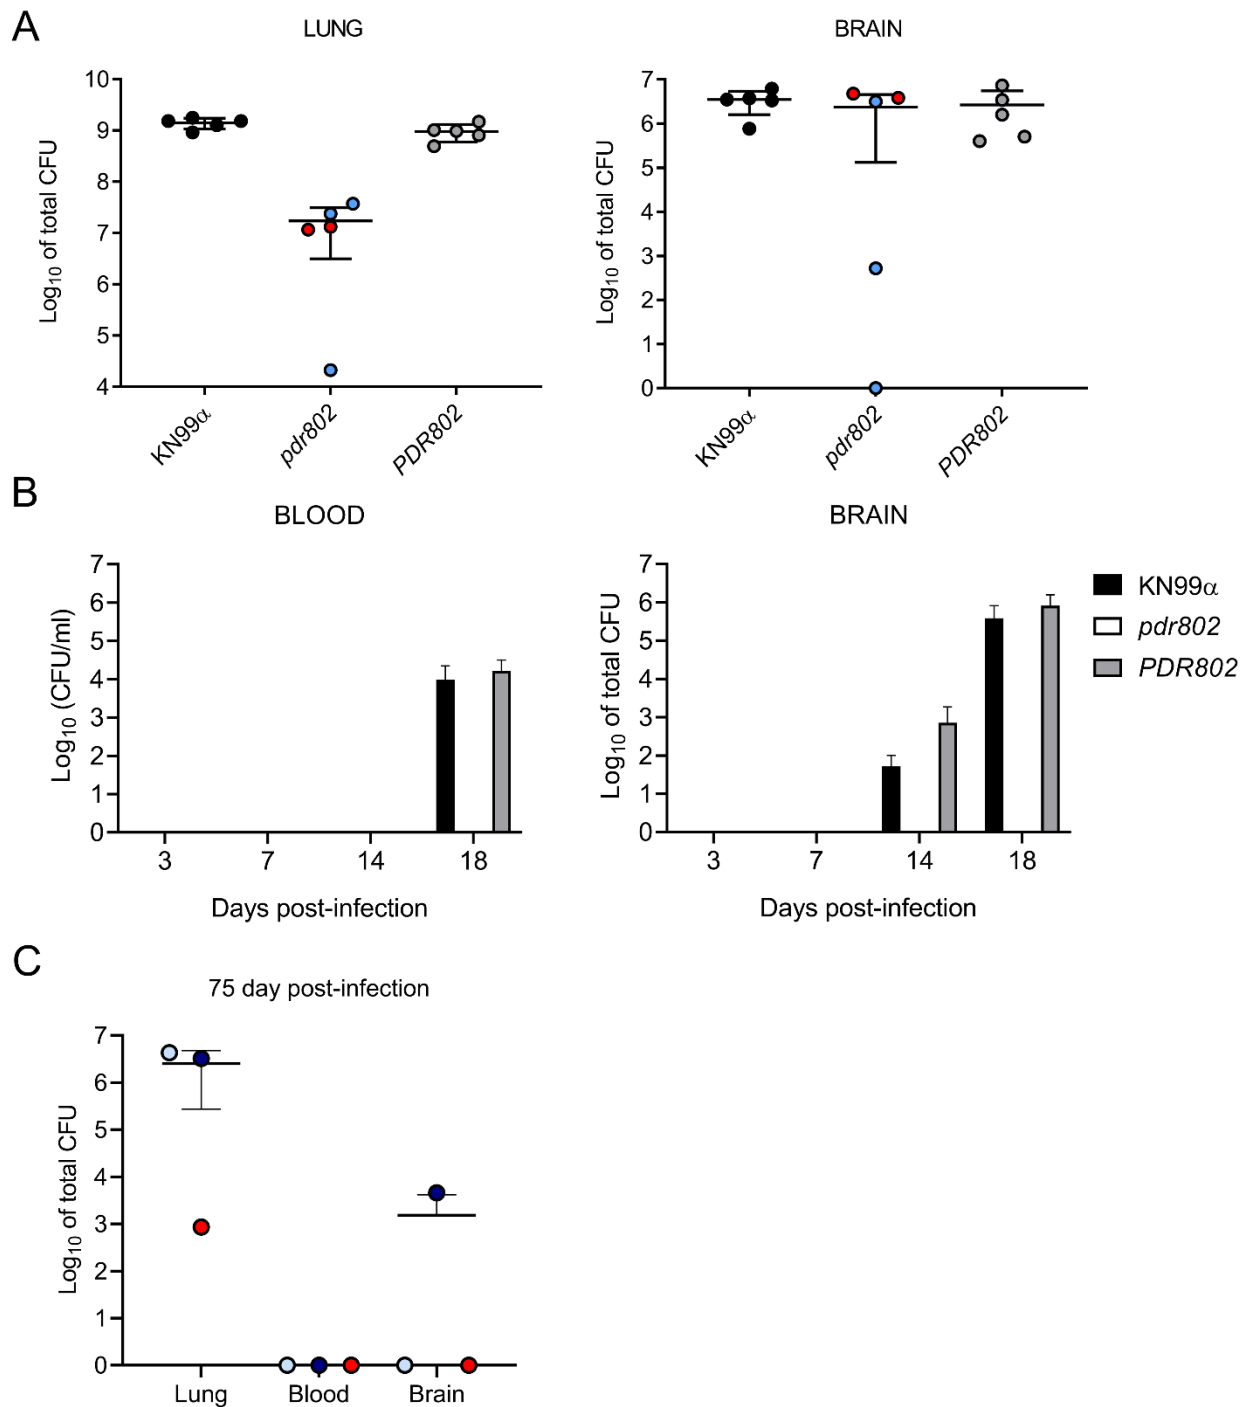 A
LUNG
BRAIN
Log10 of total CFU
10
9
8
7
6
5
4
KN99α
pdr802
PDR802
Log10 of total CFU
7
6
5
4
3
2
1
0
KN99α
pdr802
PDR802
B
BLOOD
BRAIN
Log10 (CFU/ml)
7
6
5
4
3
2
1
0
3 7 14 18
Days post-infection
Log10 of total CFU
7
6
5
4
3
2
1
0
3 7 14 18
Days post-infection
KN99α
pdr802
PDR802
C
75 day post-infection
Log10 of total CFU
7
6
5
4
3
2
1
0
Lung Blood Brain